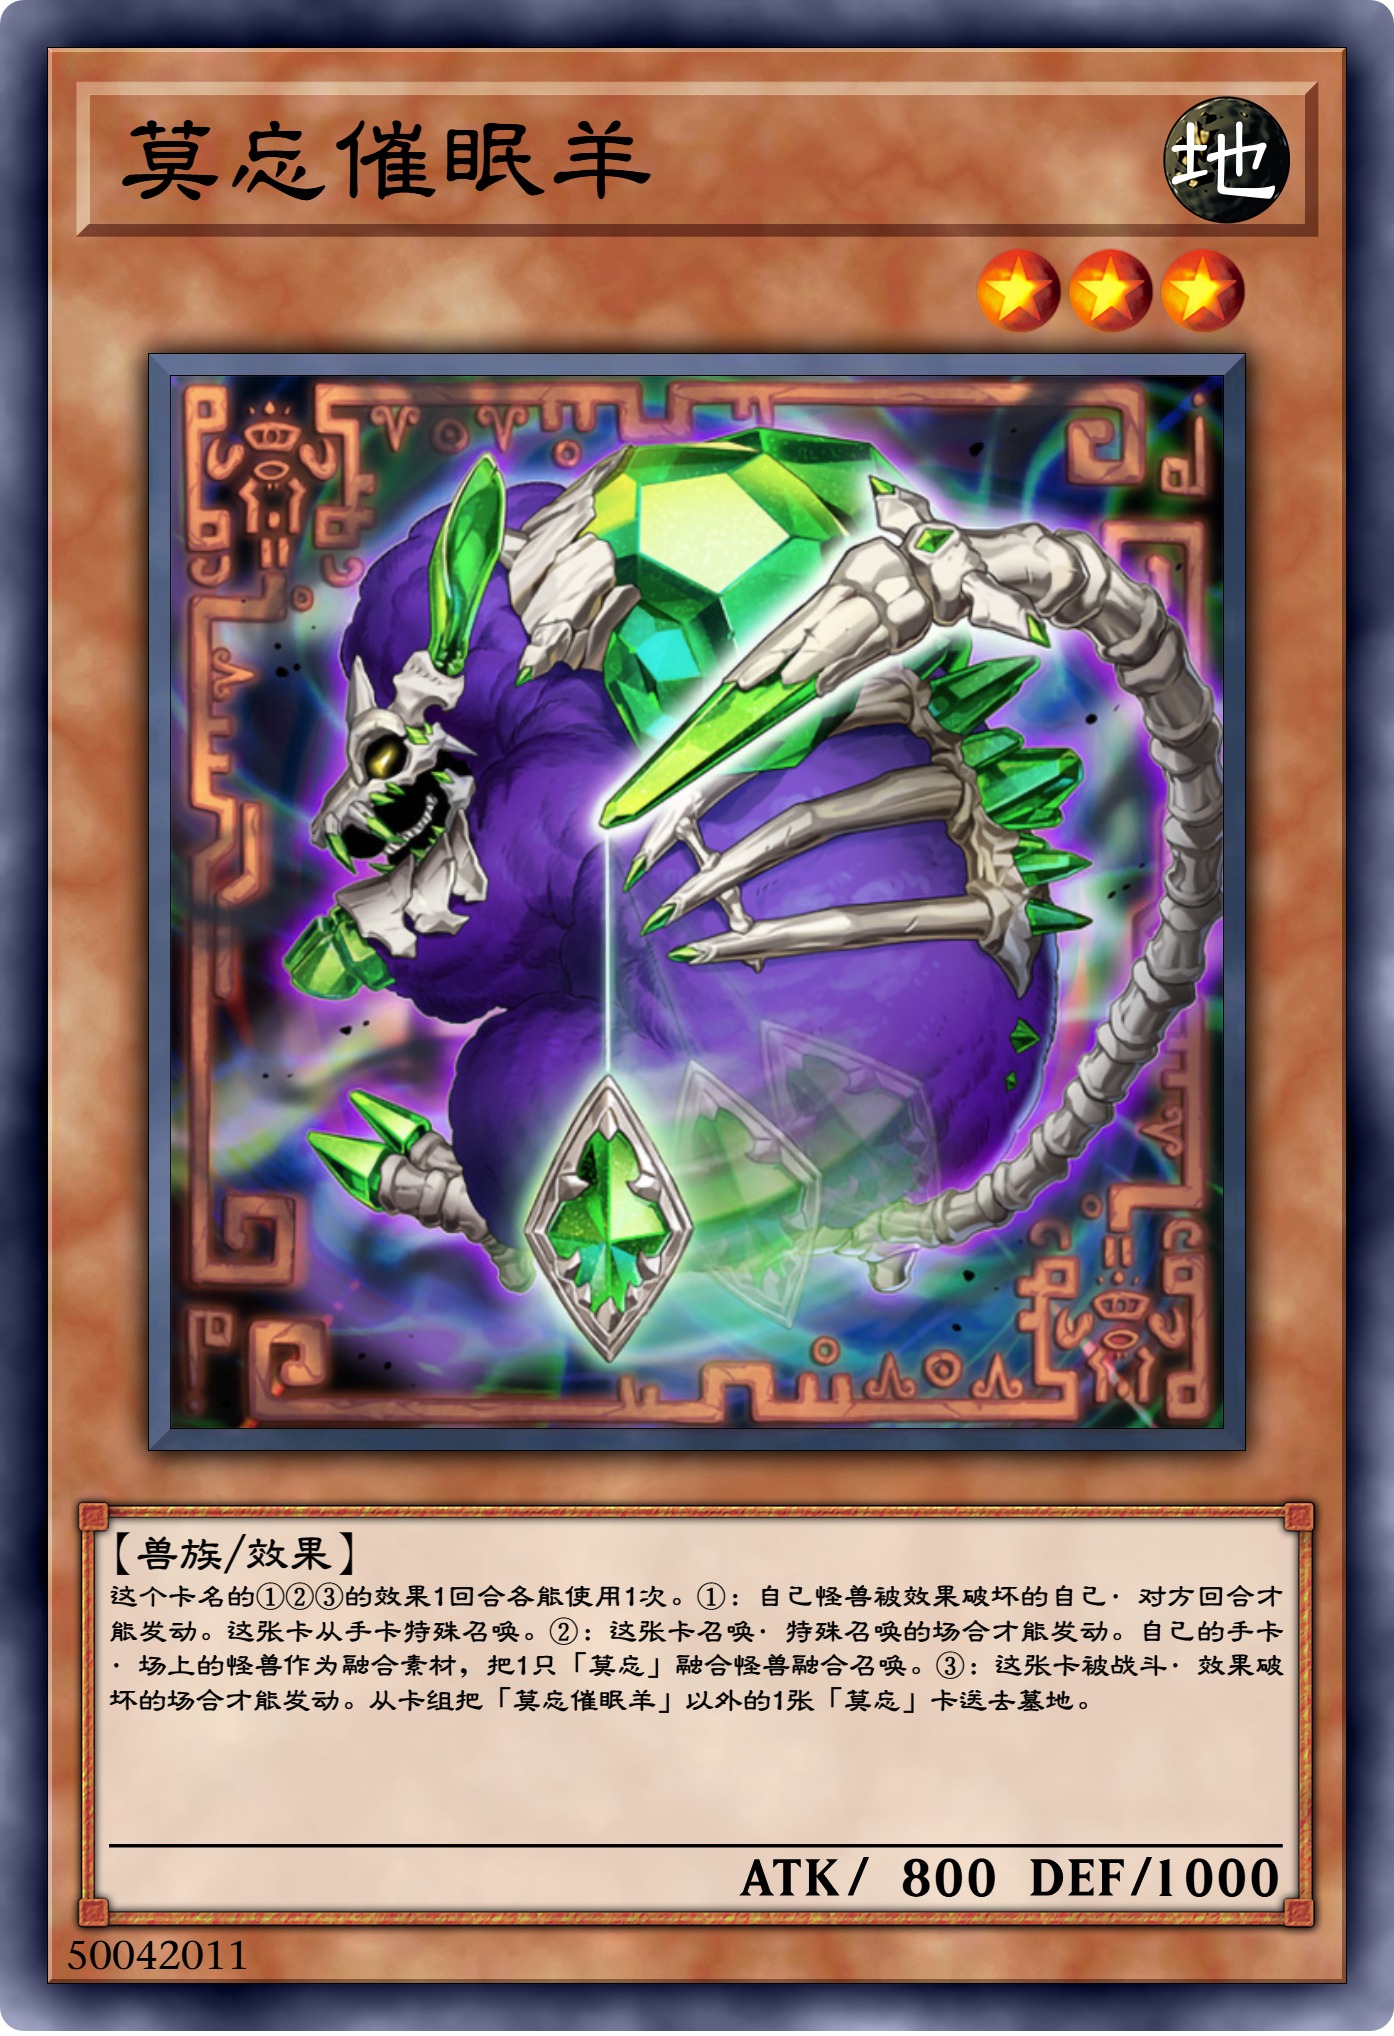 莫忘催眠羊
地
【兽族/效果】
这个卡名的①②③的效果1回合各能使用1次。①：自己怪兽被效果破坏的自己·对方回合才
能发动。这张卡从手卡特殊召唤。②：这张卡召唤·特殊召唤的场合才能发动。自己的手卡
·场上的怪兽作为融合素材，把1只「莫忘」融合怪兽融合召唤。③：这张卡被战斗·效果破
坏的场合才能发动。从卡组把「莫忘催眠羊」以外的1张「莫忘」卡送去墓地。
ATK/ 800 DEF/1000
50042011